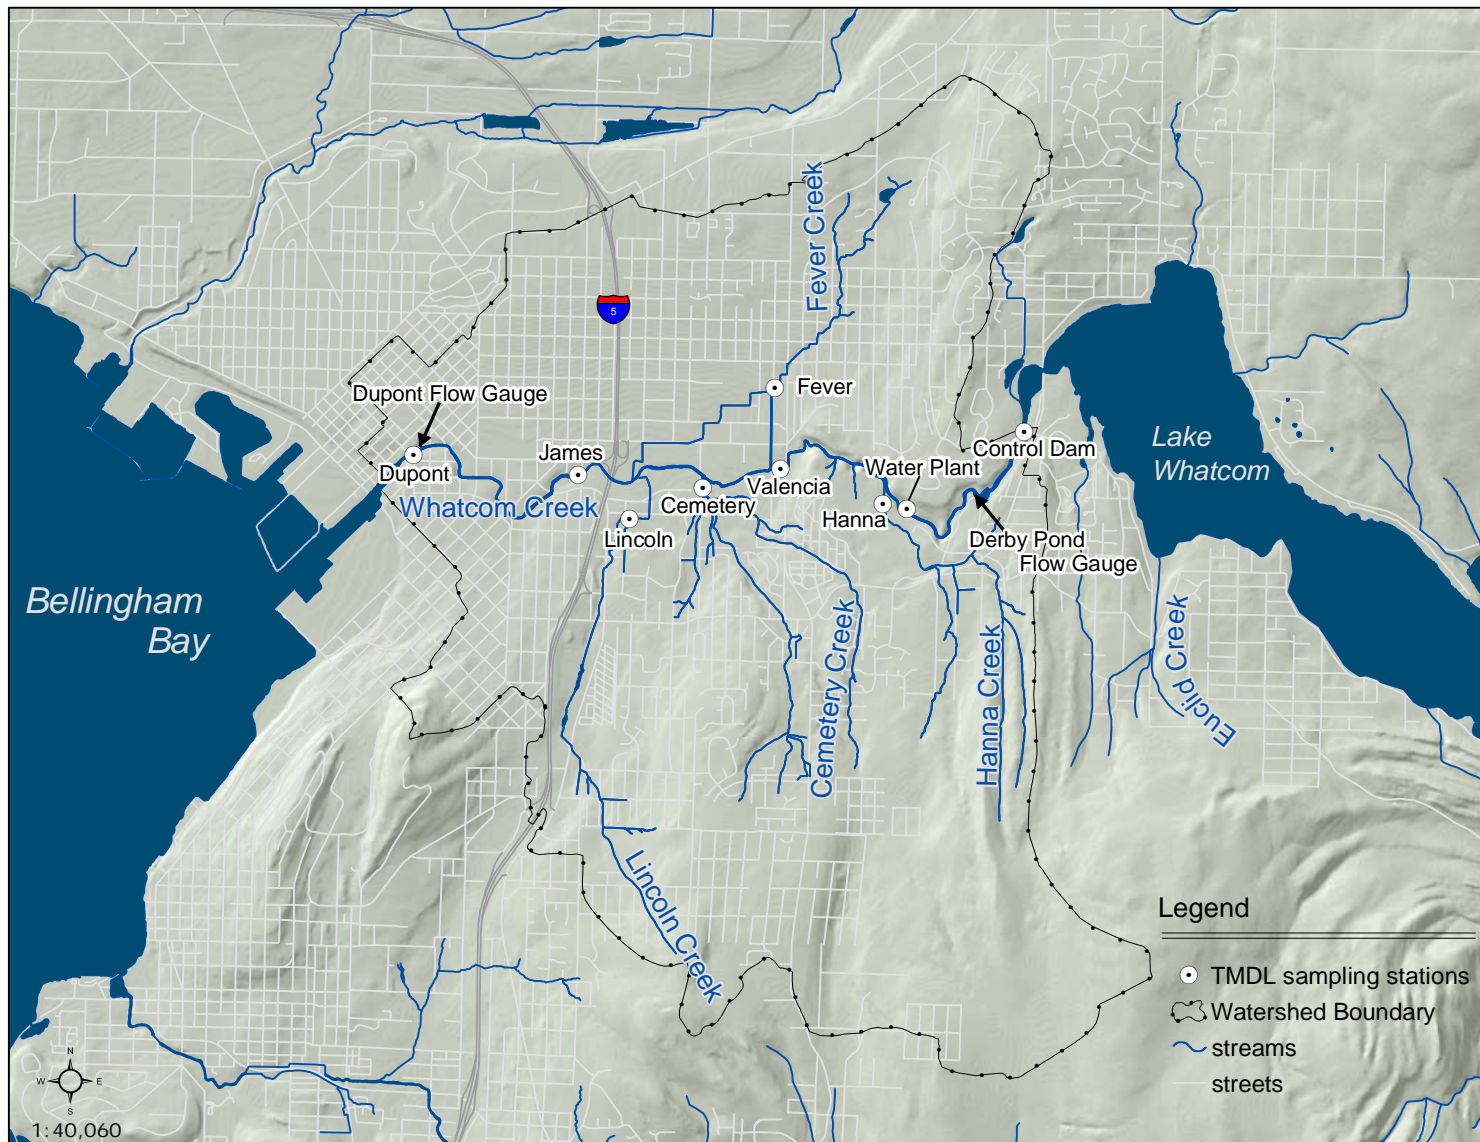 Fever Creek
5
Dupont Flow Gauge
Fever
Dupont
James
Control Dam
Lake
Whatcom
Water Plant
Valencia
Whatcom Creek
Cemetery
Hanna
Lincoln
Derby Pond
Flow Gauge
Bellingham
Bay
Cemetery Creek
Hanna Creek
Euclid Creek
Lincoln Creek
Legend
TMDL sampling stations
Watershed Boundary
streams
streets
N
W
E
S
1:40,060